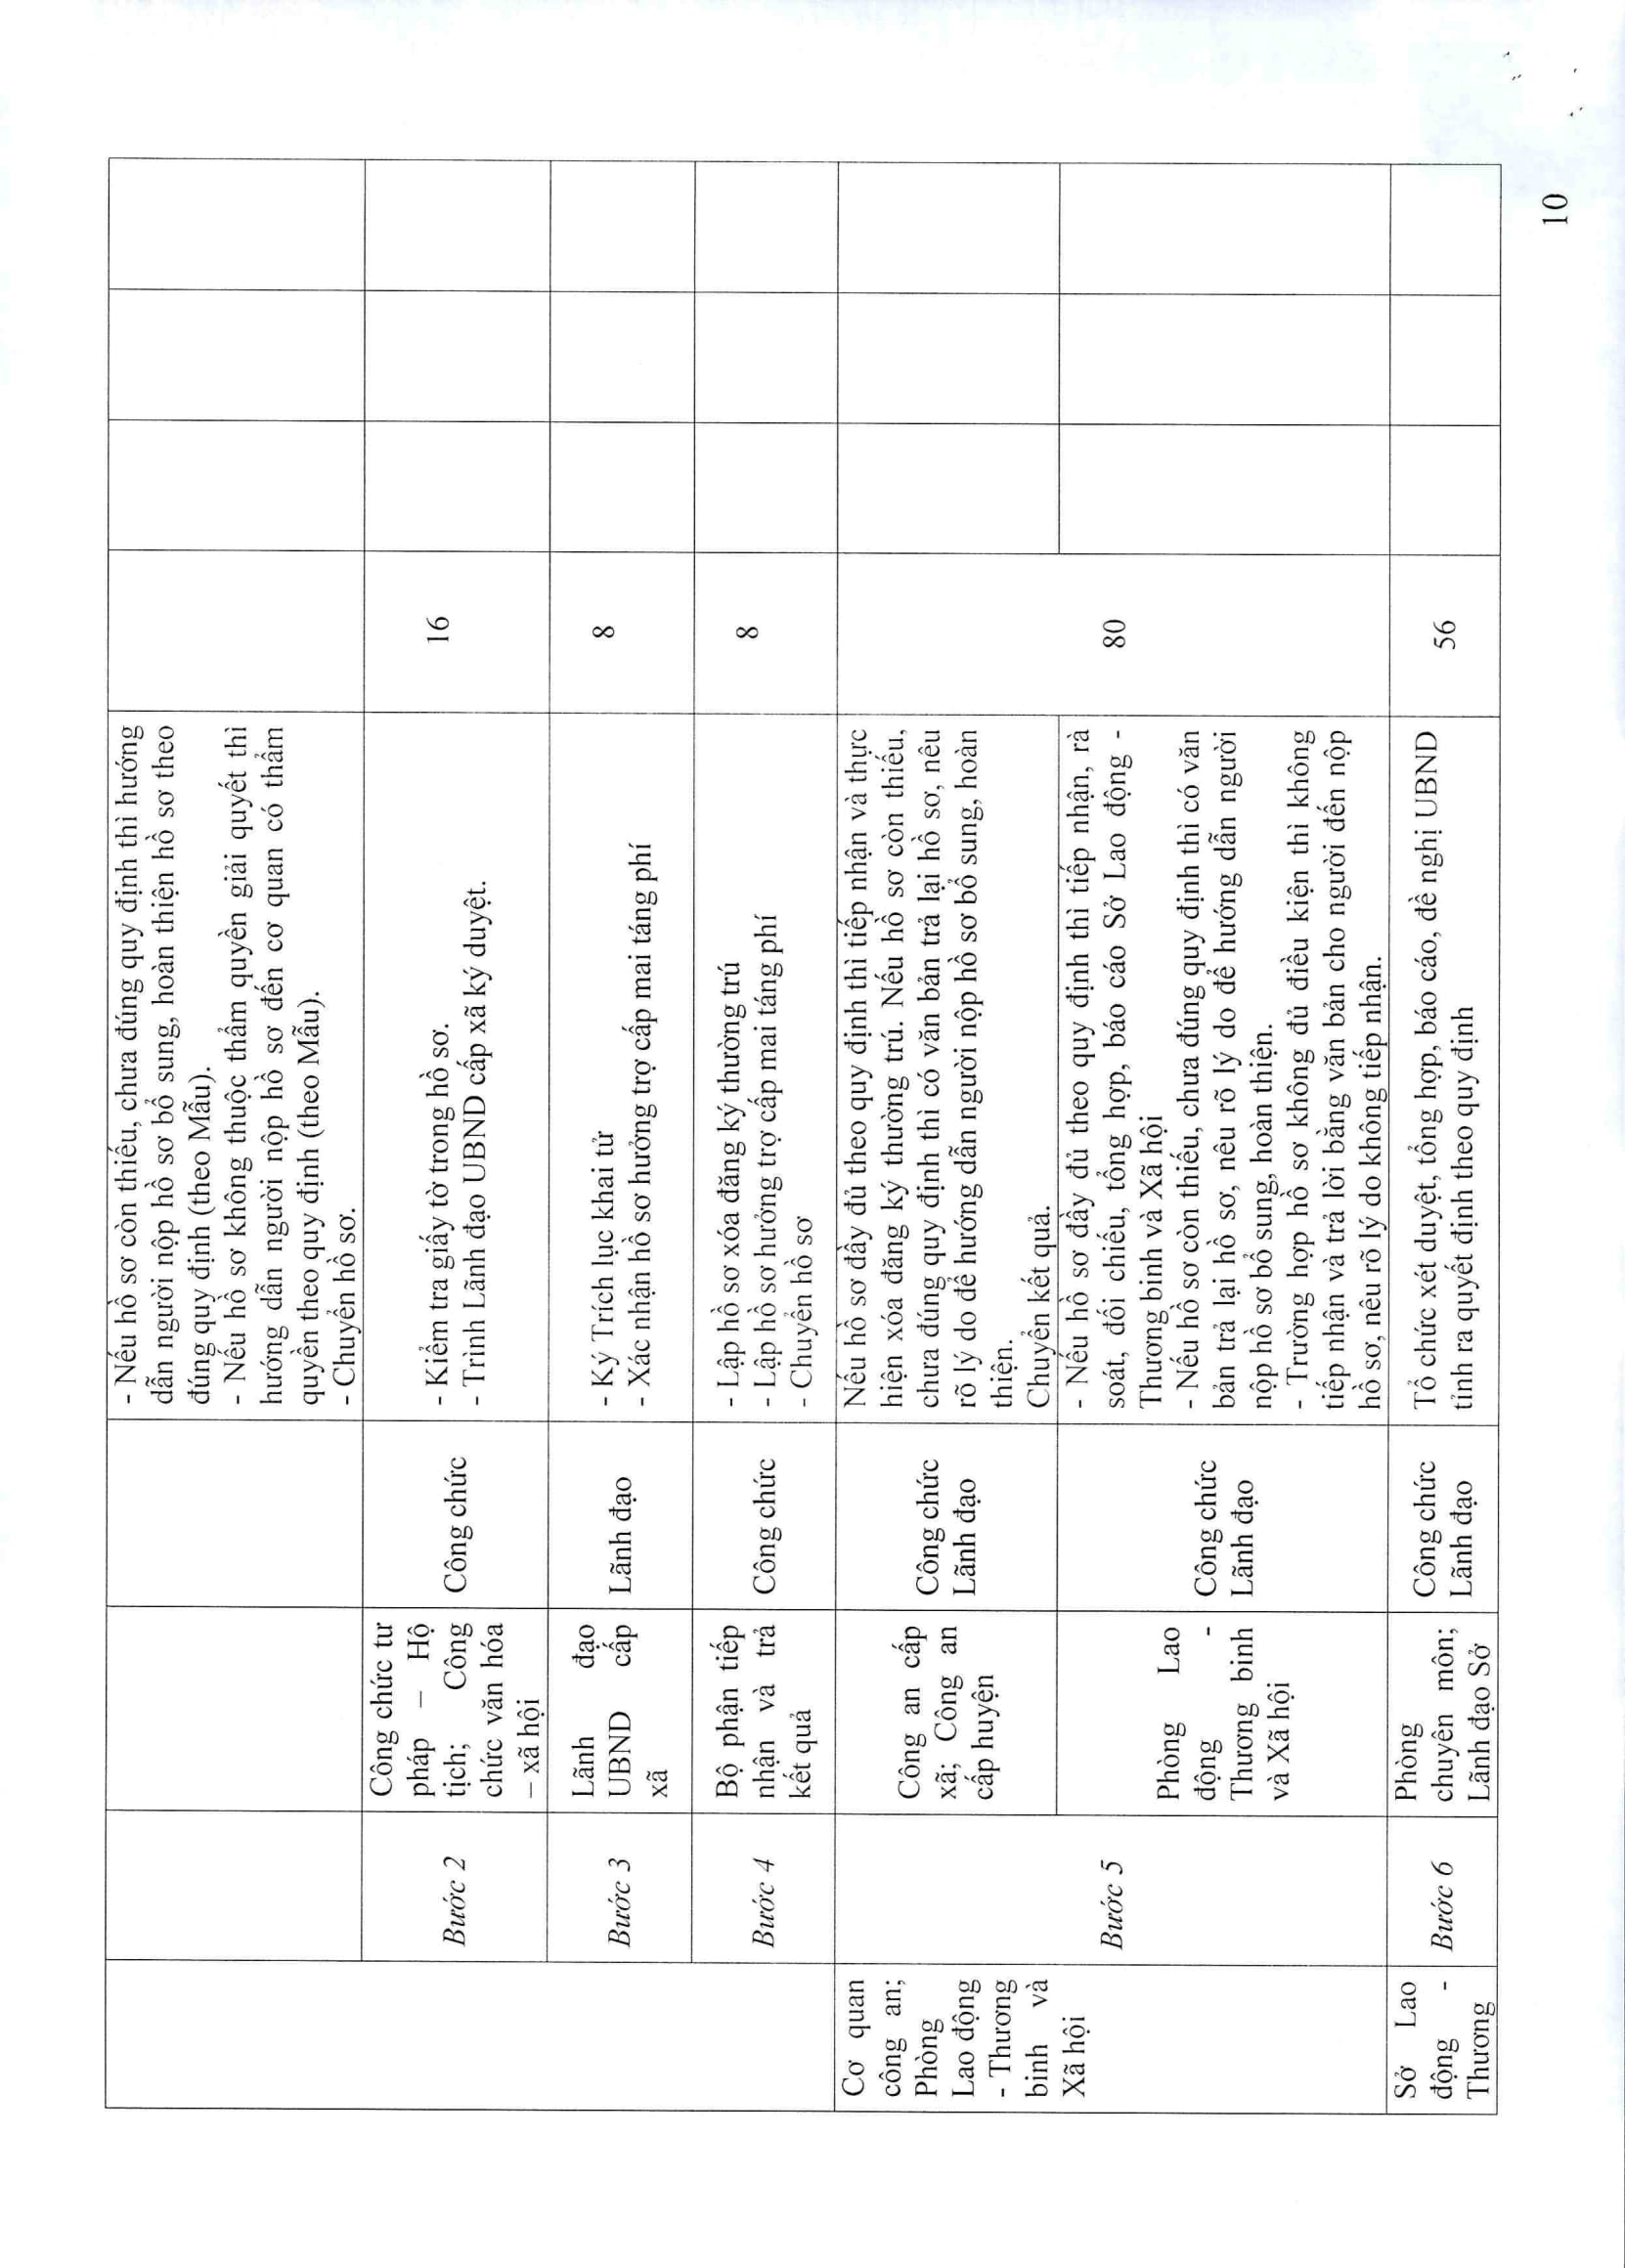 - Nếu hồ sơ còn thiếu, chưa đúng quy định thì hướng
dẫn người nộp hồ sơ bổ sung, hoàn thiện hồ sơ theo
đúng quy định (theo Mẫu).
- Nếu hồ sơ không thuộc thẩm quyền giải quyết thì
hướng dẫn người nộp hồ sơ đến cơ quan có thẩm
quyền theo quy định (theo Mẫu).
- Chuyển hồ sơ.
Bước 2
Công chức tư
pháp – Hộ
tịch; Công
chức văn hóa
– xã hội
Công chức
- Kiểm tra giấy tờ trong hồ sơ.
- Trình Lãnh đạo UBND cấp xã ký duyệt.
16
Bước 3
Lãnh đạo
UBND cấp
xã
Lãnh đạo
- Ký Trích lục khai tử
- Xác nhận hồ sơ hưởng trợ cấp mai táng phí
8
Bước 4
Bộ phận tiếp
nhận và trả
kết quả
Công chức
- Lập hồ sơ xóa đăng ký thường trú
- Lập hồ sơ hưởng trợ cấp mai táng phí
- Chuyển hồ sơ
8
Cơ quan
công an;
Phòng
Lao động
- Thương
binh và
Xã hội
Bước 5
Công an cấp
xã; Công an
cấp huyện
Công chức
Lãnh đạo
Nếu hồ sơ đầy đủ theo quy định thì tiếp nhận và thực
hiện xóa đăng ký thường trú. Nếu hồ sơ còn thiếu,
chưa đúng quy định thì có văn bản trả lại hồ sơ, nêu
rõ lý do để hướng dẫn người nộp hồ sơ bổ sung, hoàn
thiện.
Chuyển kết quả.
80
Phòng Lao
động -
Thương binh
và Xã hội
Công chức
Lãnh đạo
- Nếu hồ sơ đầy đủ theo quy định thì tiếp nhận, rà
soát, đối chiếu, tổng hợp, báo cáo Sở Lao động -
Thương binh và Xã hội
- Nếu hồ sơ còn thiếu, chưa đúng quy định thì có văn
bản trả lại hồ sơ, nêu rõ lý do để hướng dẫn người
nộp hồ sơ bổ sung, hoàn thiện.
- Trường hợp hồ sơ không đủ điều kiện thì không
tiếp nhận và trả lời bằng văn bản cho người đến nộp
hồ sơ, nêu rõ lý do không tiếp nhận.
Sở Lao
động -
Thương
Bước 6
Phòng
chuyên môn;
Lãnh đạo Sở
Công chức
Lãnh đạo
Tổ chức xét duyệt, tổng hợp, báo cáo, đề nghị UBND
tỉnh ra quyết định theo quy định
56
10